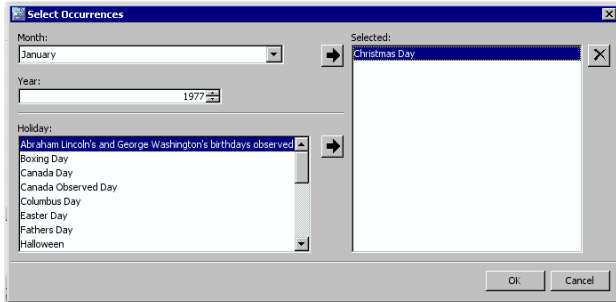 Select Occurrences
Month:
January
Year:
1977
Holiday:
Abraham Lincoln's and George Washington's birthdays observed
Boxing Day
Canada Day
Canada Observed Day
Columbus Day
Easter Day
Fathers Day
Halloween
Selected:
Christmas Day
OK
Cancel